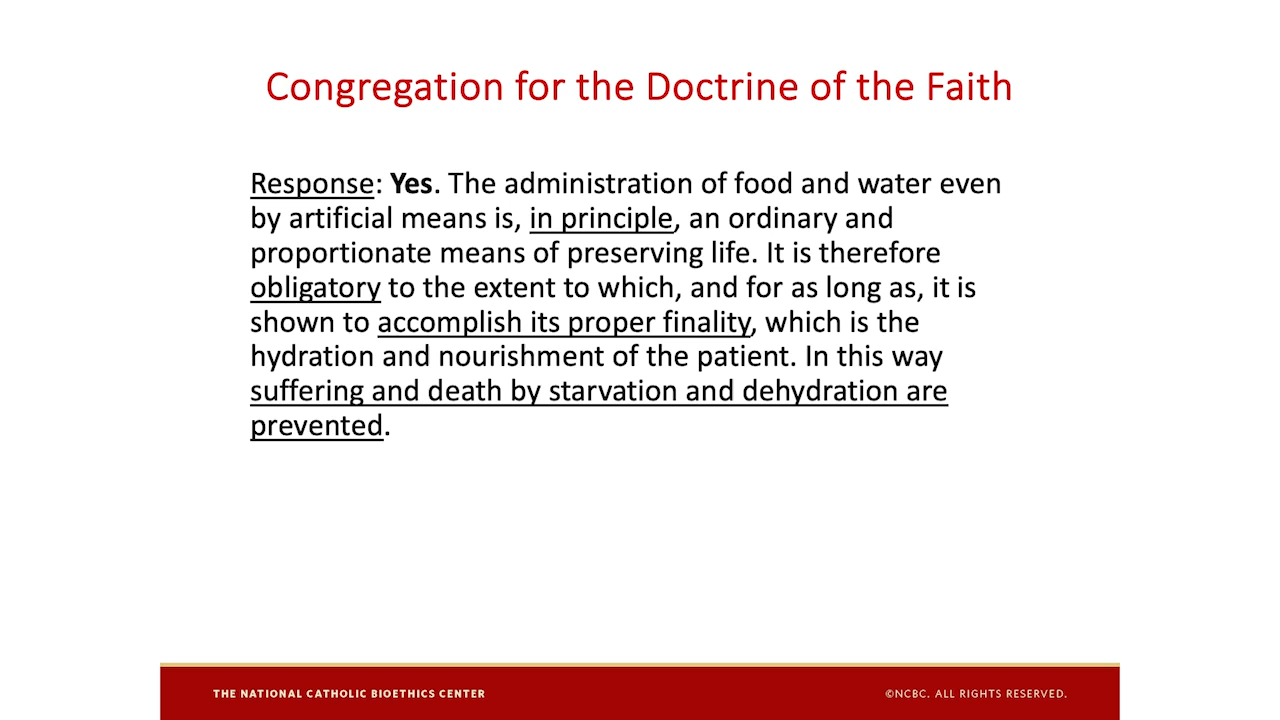 Congregation for the Doctrine of the Faith
Response: Yes. The administration of food and water even
by artificial means is, in principle, an ordinary and
proportionate means of preserving life. It is therefore
obligatory to the extent to which, and for as long as, it is
shown to accomplish its proper finality, which is the
hydration and nourishment of the patient. In this way
suffering and death by starvation and dehydration are
prevented.
THE NATIONAL CATHOLIC BIOETHICS CENTER
©NCBC. ALL RIGHTS RESERVED.